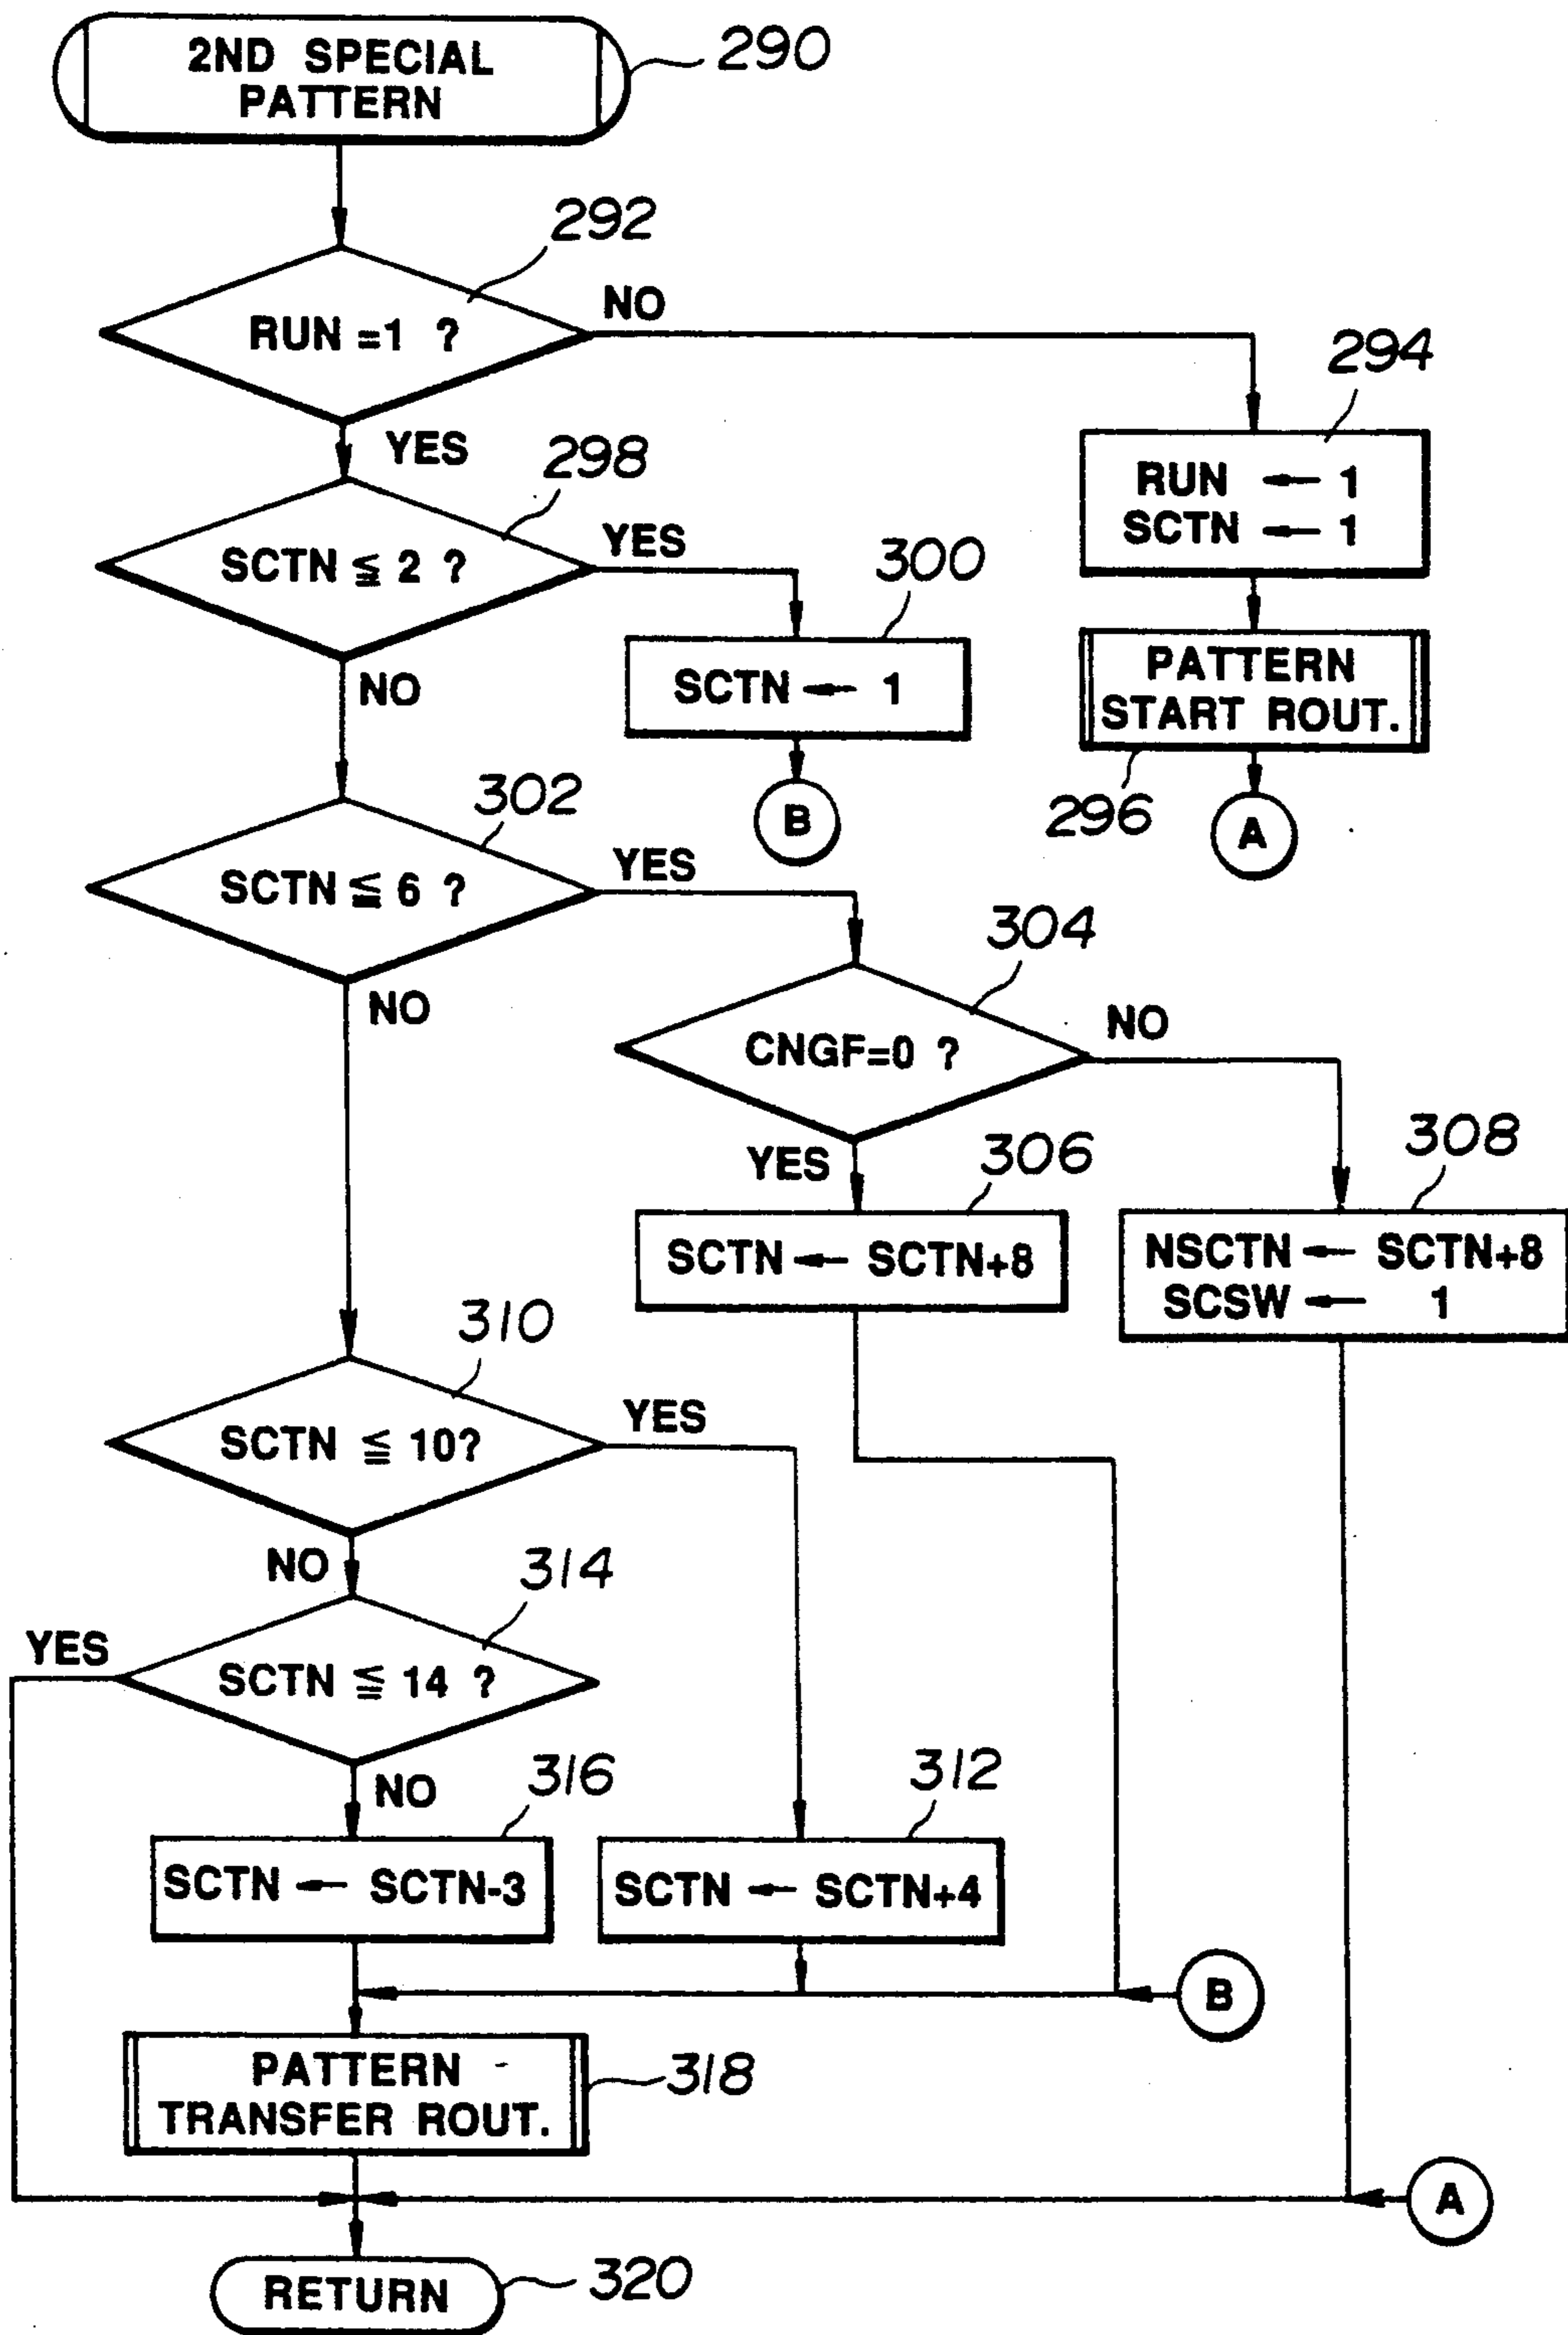 2ND SPECIAL
PATTERN
290
292
RUN =1 ?
NO
294
RUN ← 1
SCTN ← 1
YES
298
SCTN ≦ 2 ?
YES
300
SCTN ← 1
PATTERN
START ROUT.
NO
B
296
A
302
SCTN ≦ 6 ?
YES
304
NO
CNGF=0 ?
NO
YES
306
308
SCTN ← SCTN+8
NSCTN ← SCTN+8
SCSW ← 1
310
SCTN ≦ 10?
YES
NO
314
YES
SCTN ≦ 14 ?
NO
316
312
SCTN ← SCTN-3
SCTN ← SCTN+4
B
PATTERN
TRANSFER ROUT.
318
A
RETURN
320